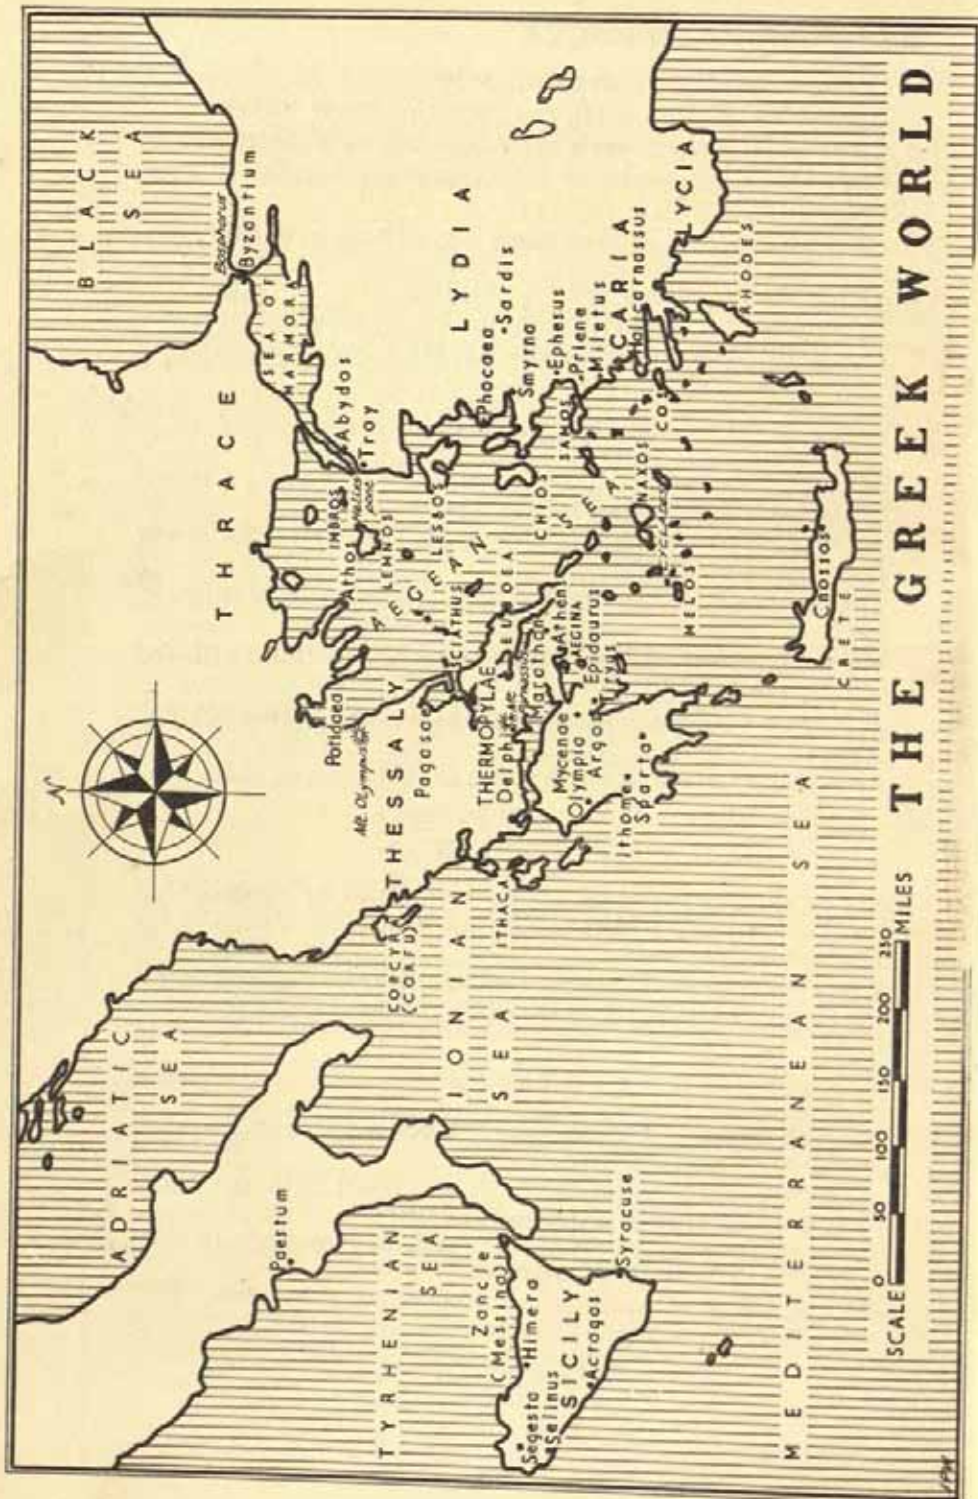 BLACK
SEA
Bosphorus
Byzantium
SEA OF
MARMORA
THRACE
ADRIATIC
SEA
N
Abydos
Troy
Helles
pont
IMBROS
Athos
LEMNOS
LESBOS
LYDIA
Phocaea
Sardis
Smyrna
Ephesus
Priene
Miletus
CARIA
Halicarnassus
LYCIA
RHODES
CHIOS
SAMOS
COS
NAXOS
Cyclades
MELOS
AEGEAN
SEA
Potidaea
Mt. Olympus
THESSALY
Pagasae
SCIATHUS
EUBOEA
THERMOPYLAE
Delphi
Marathon
Athens
AEGINA
Epidaurus
Mycenae
Olympia
Argos
Ithome
Sparta
CORCYRA
(CORFU)
IONIAN
SEA
ITHACA
Paestum
TYRHENIAN
SEA
Zancle
(Messina)
Himera
Segesta
Selinus
SICILY
Acragas
Syracuse
Cnossos
CRETE
MEDITERRANEAN SEA
SCALE 0 50 100 150 200 250 MILES
THE GREEK WORLD